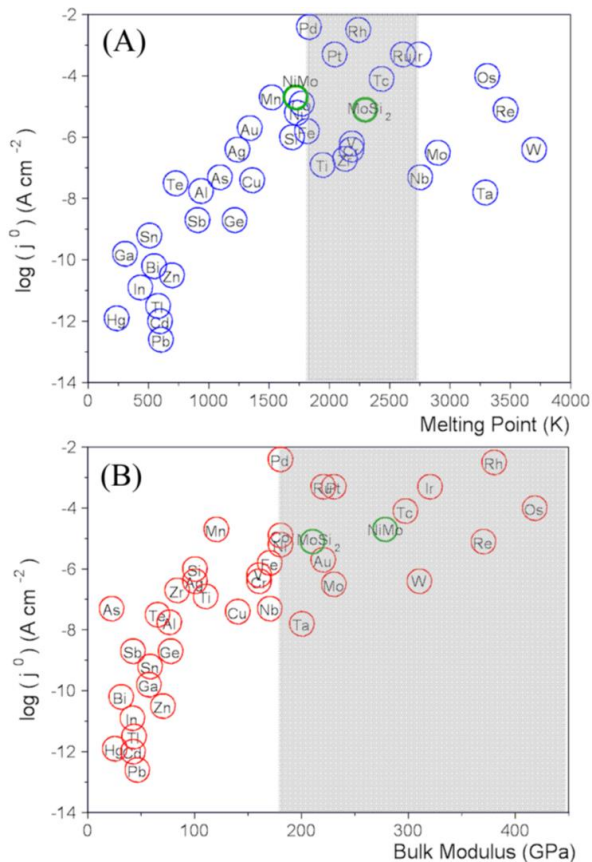 (A)
log ( j⁰ ) (A cm⁻²)
-2
-4
-6
-8
-10
-12
-14
0 500 1000 1500 2000 2500 3000 3500 4000
Melting Point (K)
Pd Rh
Pt Ru Ir
Tc Os
NiMo
Mn
MoSi₂ Re
Au Fe
Ag Si V Mo W
Te As Cu Ti Nb
Al Ta
Sb Ge
Sn
Ga
Bi Zn
In
Tl
Hg Cd
Pb
(B)
log ( j⁰ ) (A cm⁻²)
-2
-4
-6
-8
-10
-12
-14
0 100 200 300 400
Bulk Modulus (GPa)
Pd Rh
Ru Pt Ir
Tc Os
Mn NiMo
Co MoSi₂ Re
Ni
Fe Au
Si V
Ag Cr Mo W
Zr Ti
As Te Cu Nb
Al Ta
Sb Ge
Sn
Ga
Bi Zn
In
Tl
Hg Cd
Pb